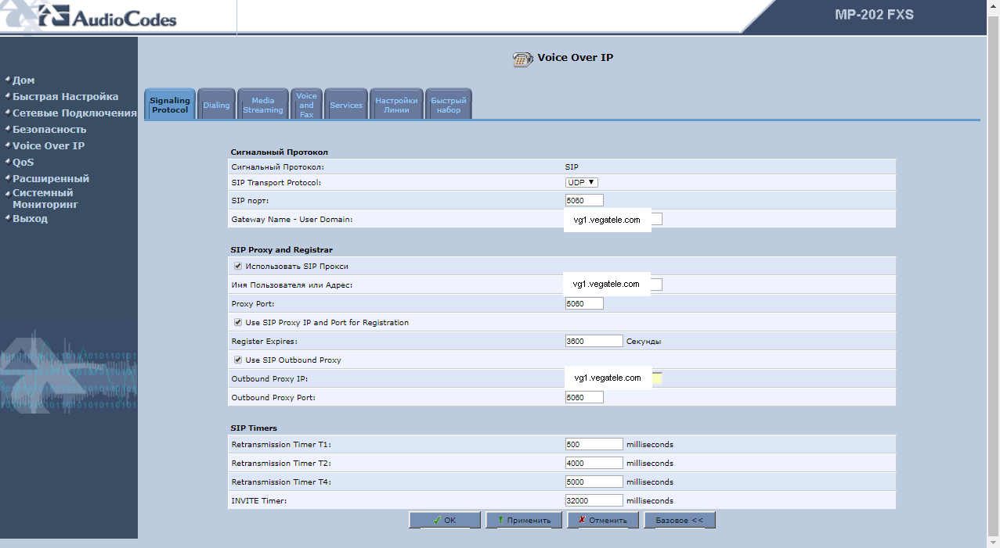 AudioCodes
MP-202 FXS
Дом
Быстрая Настройка
Сетевые Подключения
Безопасность
Voice Over IP
QoS
Расширенный
Системный
Мониторинг
Выход
Voice Over IP
Signaling Protocol
Dialing
Media Streaming
Voice and Fax
Services
Настройки Линии
Быстрый набор
Сигнальный Протокол
Сигнальный Протокол: SIP
SIP Transport Protocol: UDP
SIP порт: 5060
Gateway Name - User Domain: vg1.vegatele.com
SIP Proxy and Registrar
Использовать SIP Прокси
Имя Пользователя или Адрес: vg1.vegatele.com
Proxy Port: 5060
Use SIP Proxy IP and Port for Registration
Register Expires: 3600 Секунды
Use SIP Outbound Proxy
Outbound Proxy IP: vg1.vegatele.com
Outbound Proxy Port: 5060
SIP Timers
Retransmission Timer T1: 500 milliseconds
Retransmission Timer T2: 4000 milliseconds
Retransmission Timer T4: 5000 milliseconds
INVITE Timer: 32000 milliseconds
OK
Применить
Отменить
Базовое <<